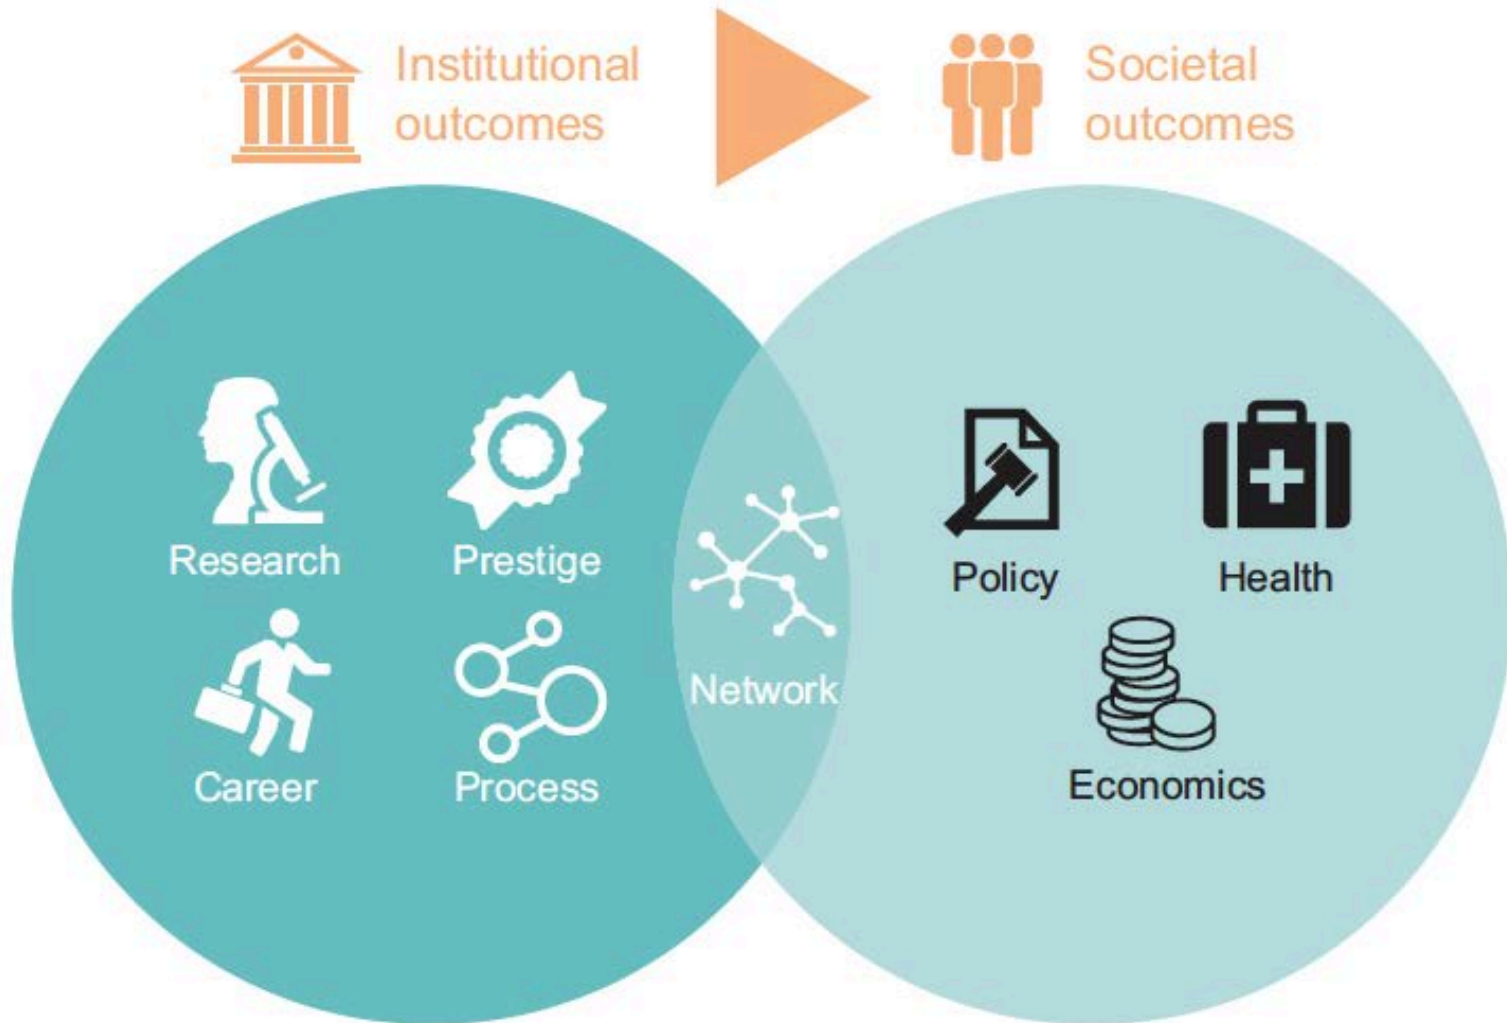 Institutional
outcomes
Societal
outcomes
Research
Prestige
Career
Process
Network
Policy
Health
Economics